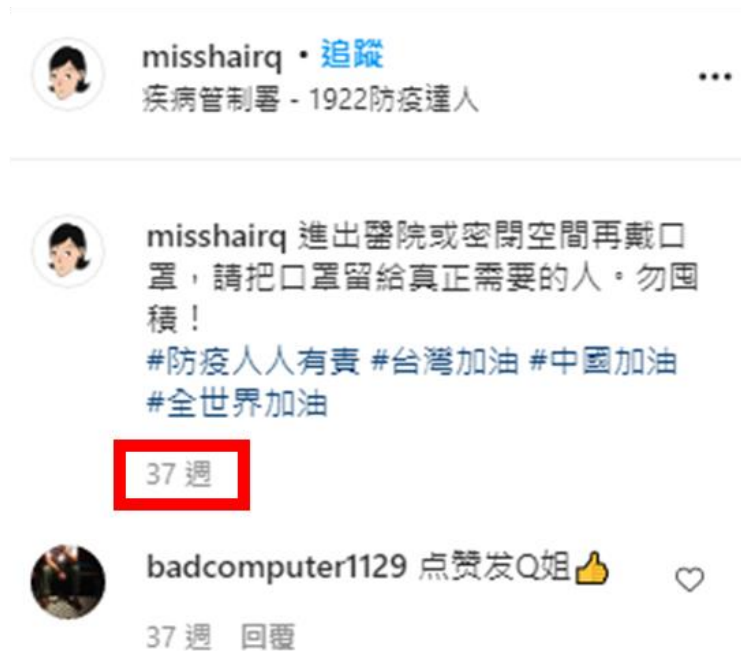 misshairq • 追蹤
疾病管制署 - 1922防疫達人
misshairq 進出醫院或密閉空間再戴口
罩，請把口罩留給真正需要的人。勿囤
積！
#防疫人人有責 #台灣加油 #中國加油
#全世界加油
37 週
badcomputer1129 点赞发Q姐👍
37 週 回覆